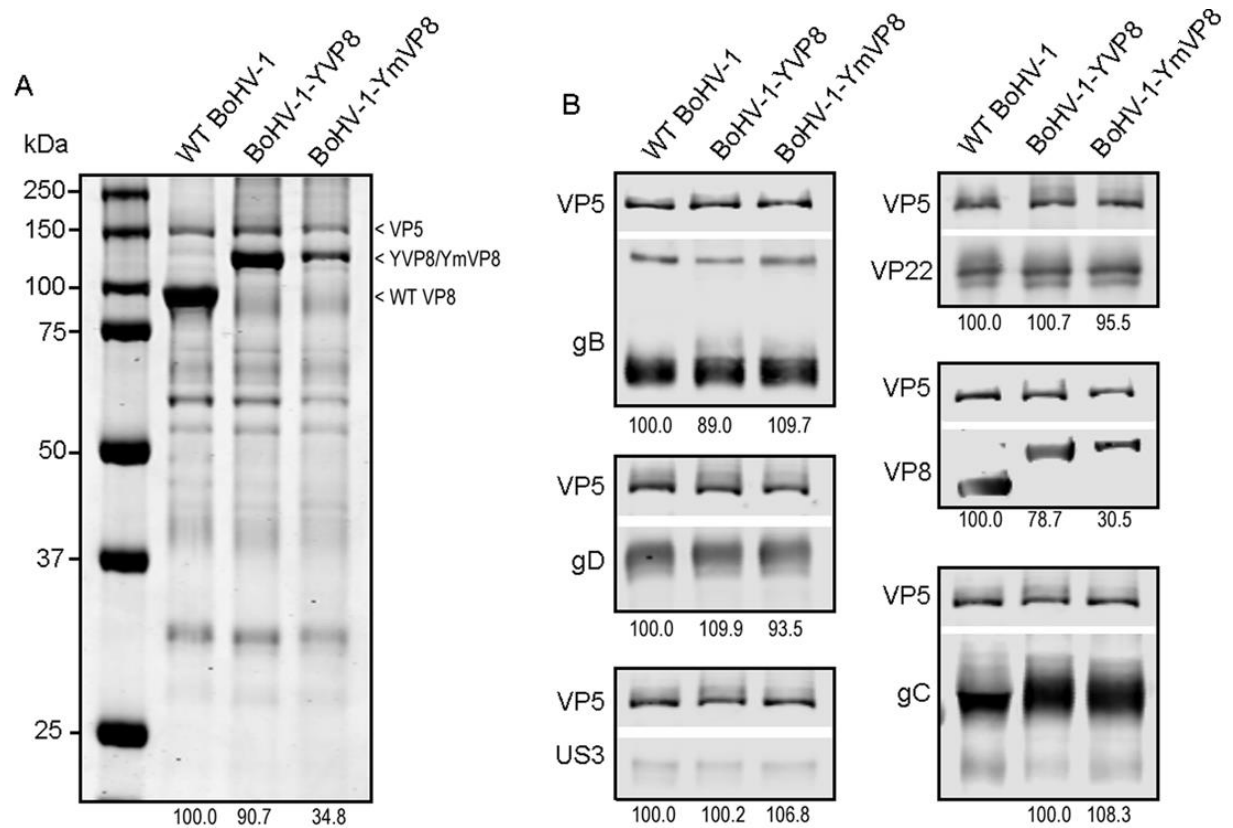 A
kDa
WT BoHV-1
BoHV-1-YVP8
BoHV-1-YmVP8
250
150
100
75
50
37
25
< VP5
< YVP8/YmVP8
< WT VP8
100.0 90.7 34.8
B
WT BoHV-1
BoHV-1-YVP8
BoHV-1-YmVP8
VP5
gB
100.0 89.0 109.7
VP5
gD
100.0 109.9 93.5
VP5
US3
100.0 100.2 106.8
WT BoHV-1
BoHV-1-YVP8
BoHV-1-YmVP8
VP5
VP22
100.0 100.7 95.5
VP5
VP8
100.0 78.7 30.5
VP5
gC
100.0 108.3